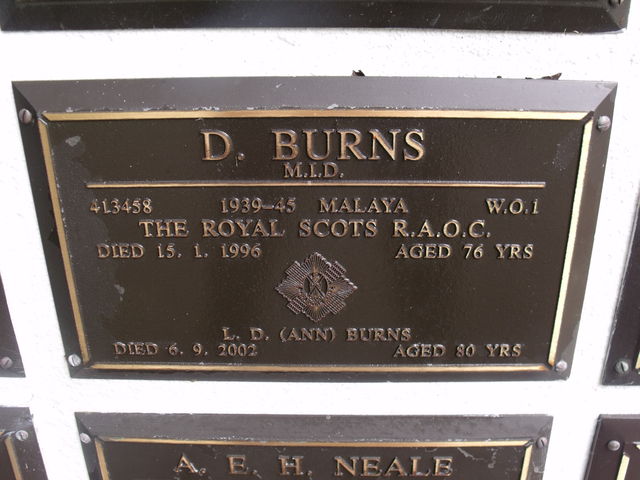 D. BURNS
M.I.D.
413458 1939-45 MALAYA W.O.1
THE ROYAL SCOTS R.A.O.C.
DIED 15. 1. 1996 AGED 76 YRS
L. D. (ANN) BURNS
DIED 6. 9. 2002 AGED 80 YRS
A. E. H. NEALE